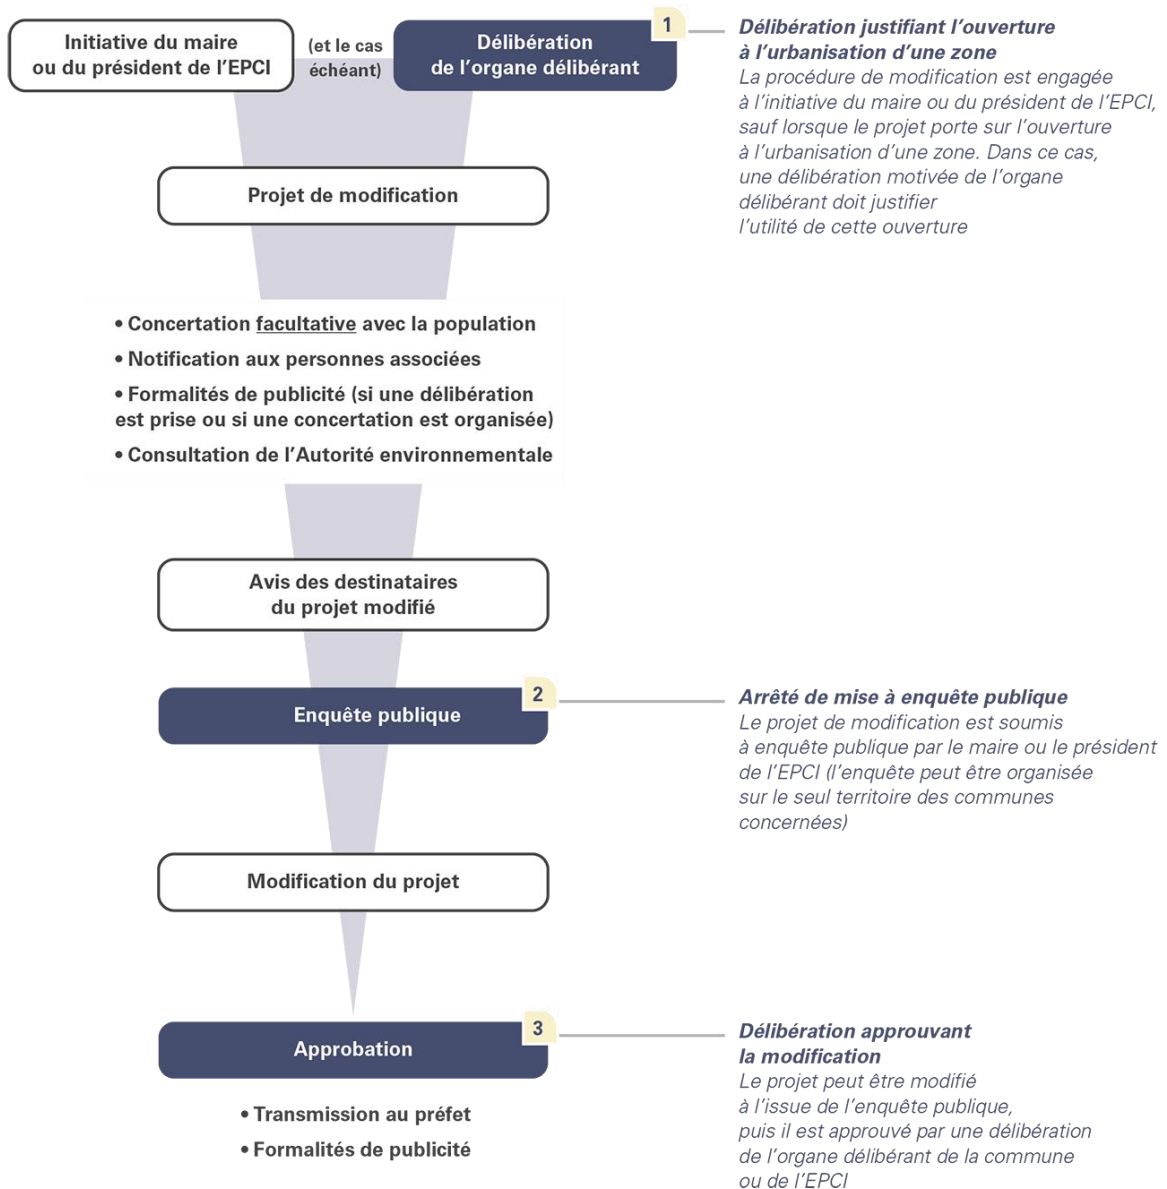 Initiative du maire
ou du président de l'EPCI
(et le cas
échéant)
Délibération
de l'organe délibérant
1
Délibération justifiant l'ouverture
à l'urbanisation d'une zone
La procédure de modification est engagée
à l'initiative du maire ou du président de l'EPCI,
sauf lorsque le projet porte sur l'ouverture
à l'urbanisation d'une zone. Dans ce cas,
une délibération motivée de l'organe
délibérant doit justifier
l'utilité de cette ouverture
Projet de modification
• Concertation facultative avec la population
• Notification aux personnes associées
• Formalités de publicité (si une délibération
est prise ou si une concertation est organisée)
• Consultation de l'Autorité environnementale
Avis des destinataires
du projet modifié
Enquête publique
2
Arrêté de mise à enquête publique
Le projet de modification est soumis
à enquête publique par le maire ou le président
de l'EPCI (l'enquête peut être organisée
sur le seul territoire des communes
concernées)
Modification du projet
Approbation
3
Délibération approuvant
la modification
Le projet peut être modifié
à l'issue de l'enquête publique,
puis il est approuvé par une délibération
de l'organe délibérant de la commune
ou de l'EPCI
• Transmission au préfet
• Formalités de publicité